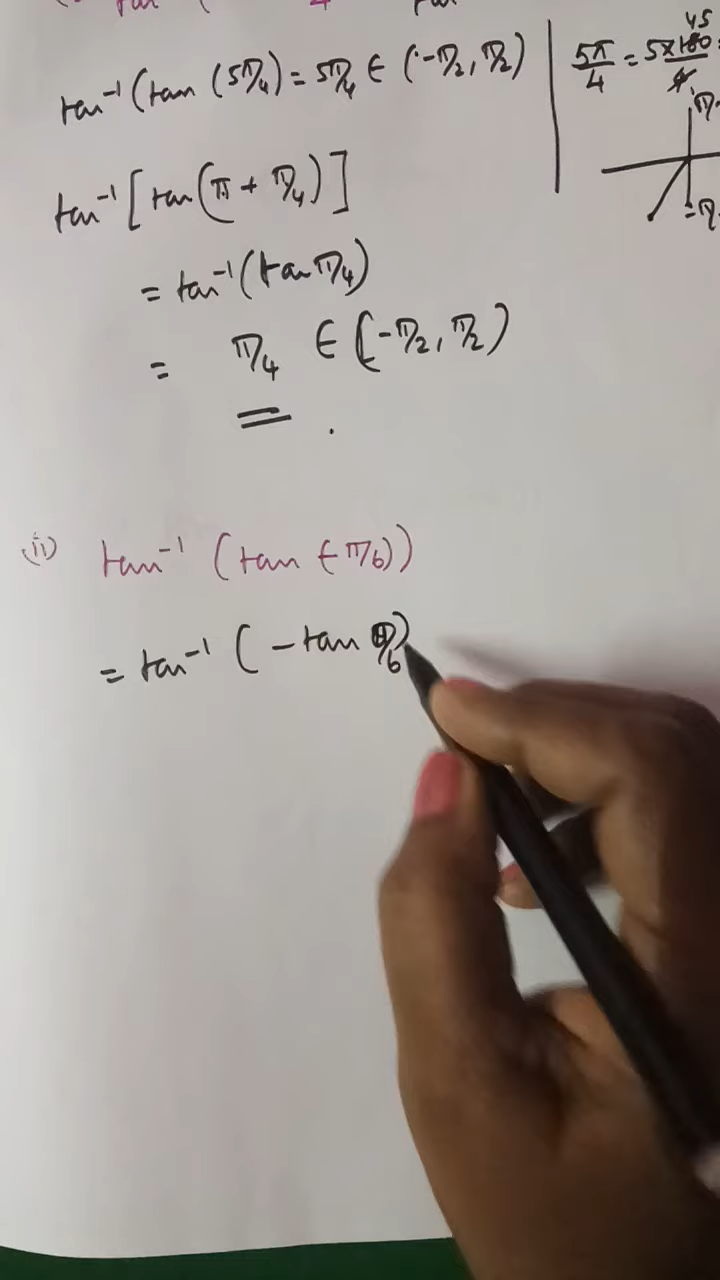 tan⁻¹(tan(5π/4) = 5π/4 ∈ (-π/2, π/2)
5π/4 = 5×180
45
tan⁻¹[tan(π + π/4)]
= tan⁻¹(tan π/4)
= π/4 ∈ (-π/2, π/2)
(ii) tan⁻¹ (tan (-π/6))
= tan⁻¹ (-tan π/6)